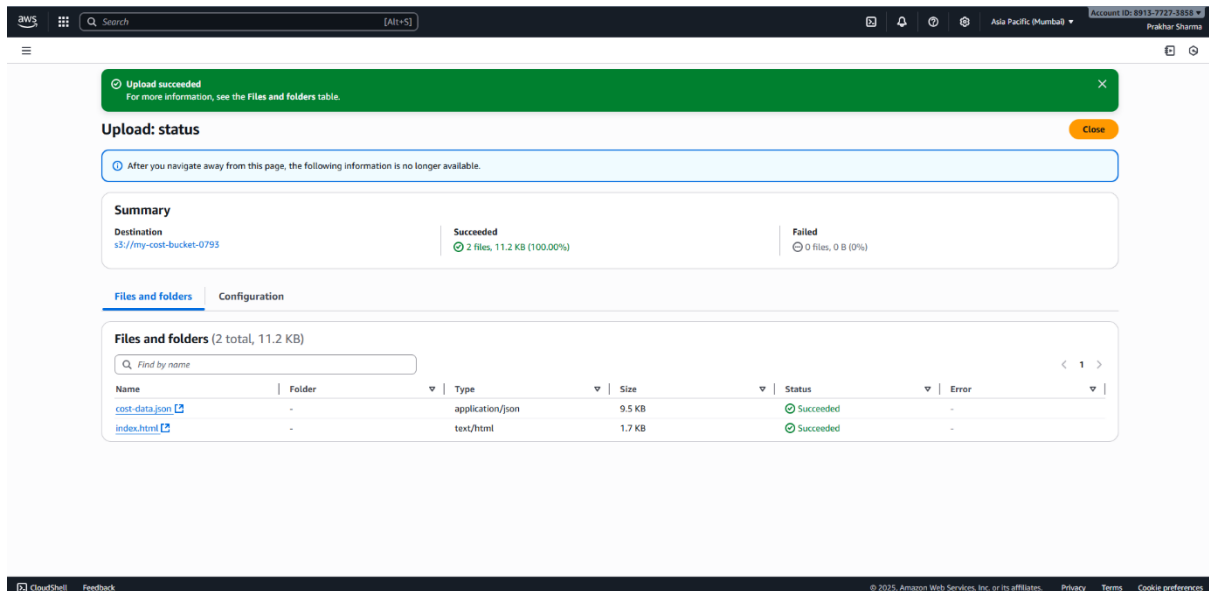 aws
Search [Alt+S]
Asia Pacific (Mumbai)
Account ID: 8913-7727-3858
Prakhar Sharma
Upload succeeded
For more information, see the Files and folders table.
Upload: status
Close
After you navigate away from this page, the following information is no longer available.
Summary
Destination Succeeded Failed
s3://my-cost-bucket-0793 2 files, 11.2 KB (100.00%) 0 files, 0 B (0%)
Files and folders Configuration
Files and folders (2 total, 11.2 KB)
Find by name
1
Name Folder Type Size Status Error
cost-data.json - application/json 9.5 KB Succeeded -
index.html - text/html 1.7 KB Succeeded -
CloudShell Feedback © 2025, Amazon Web Services, Inc. or its affiliates. Privacy Terms Cookie preferences